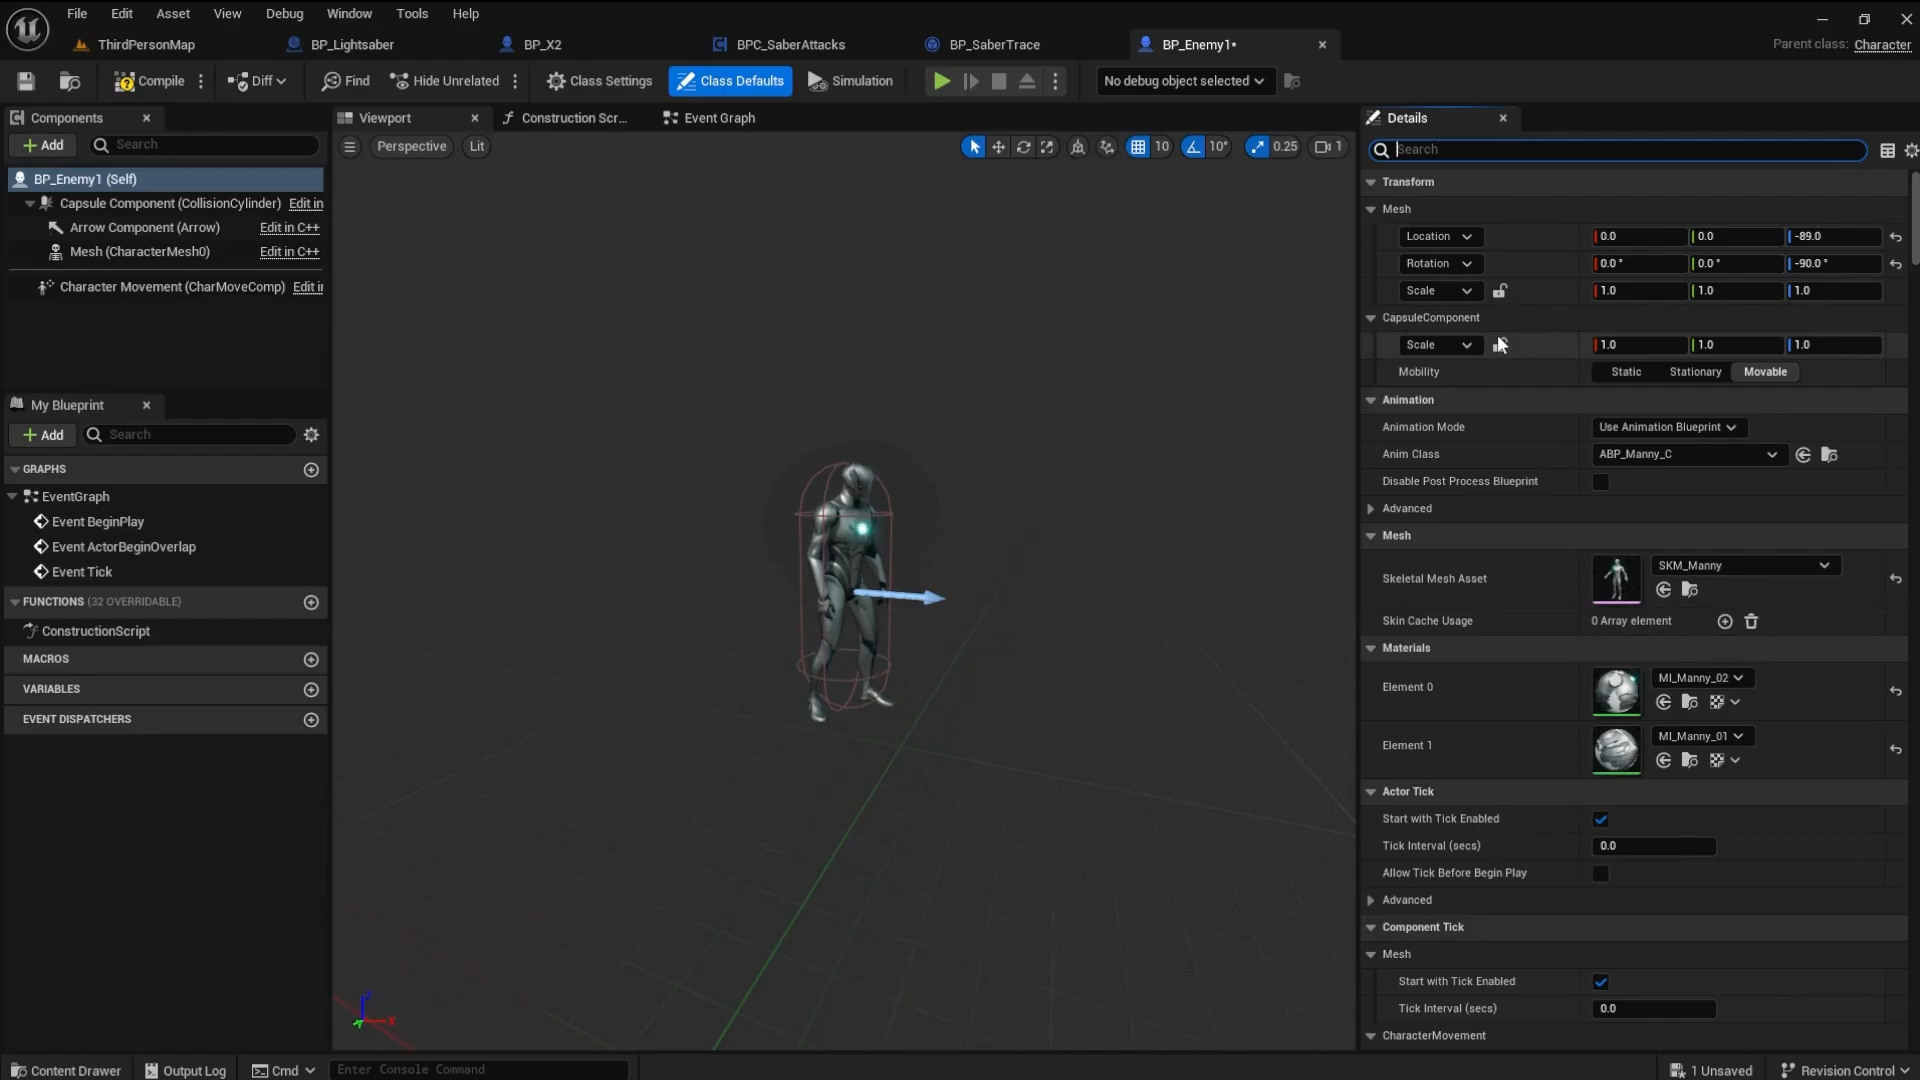 File Edit Asset View Debug Window Tools Help
ThirdPersonMap BP_Lightsaber BP_X2 BPC_SaberAttacks BP_SaberTrace BP_Enemy1* Parent class: Character
Compile Diff Find Hide Unrelated Class Settings Class Defaults Simulation No debug object selected
Components Viewport Construction Scr... Event Graph Details
Add Search Perspective Lit 10 10° 0.25 1 Search
BP_Enemy1 (Self)
Capsule Component (CollisionCylinder) Edit in
Arrow Component (Arrow) Edit in C++
Mesh (CharacterMesh0) Edit in C++
Character Movement (CharMoveComp) Edit i
My Blueprint
Add Search
GRAPHS
EventGraph
Event BeginPlay
Event ActorBeginOverlap
Event Tick
FUNCTIONS (32 OVERRIDABLE)
ConstructionScript
MACROS
VARIABLES
EVENT DISPATCHERS
Z
X
Transform
Mesh
Location 0.0 0.0 -89.0
Rotation 0.0 ° 0.0 ° -90.0 °
Scale 1.0 1.0 1.0
CapsuleComponent
Scale 1.0 1.0 1.0
Mobility Static Stationary Movable
Animation
Animation Mode Use Animation Blueprint
Anim Class ABP_Manny_C
Disable Post Process Blueprint
Advanced
Mesh
Skeletal Mesh Asset SKM_Manny
Skin Cache Usage 0 Array element
Materials
Element 0 MI_Manny_02
Element 1 MI_Manny_01
Actor Tick
Start with Tick Enabled
Tick Interval (secs) 0.0
Allow Tick Before Begin Play
Advanced
Component Tick
Mesh
Start with Tick Enabled
Tick Interval (secs) 0.0
CharacterMovement
Content Drawer Output Log Cmd Enter Console Command 1 Unsaved Revision Control